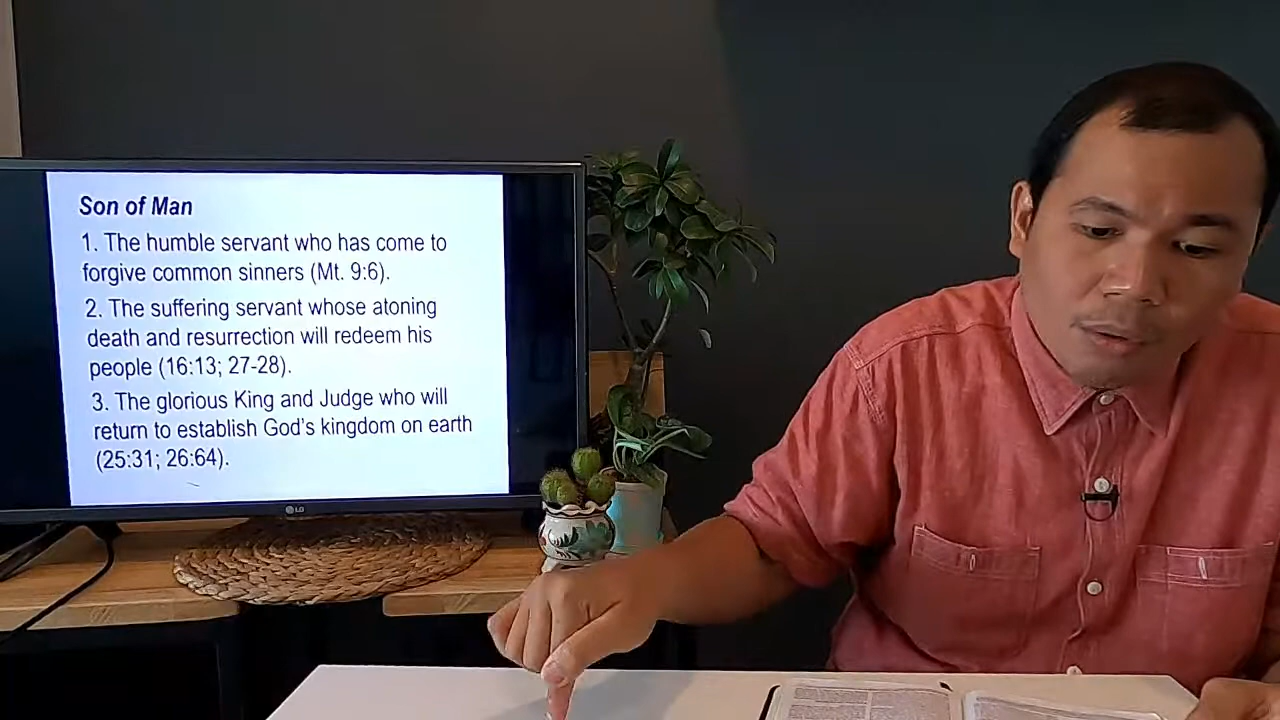 Son of Man
1. The humble servant who has come to
forgive common sinners (Mt. 9:6).
2. The suffering servant whose atoning
death and resurrection will redeem his
people (16:13; 27-28).
3. The glorious King and Judge who will
return to establish God's kingdom on earth
(25:31; 26:64).
LG